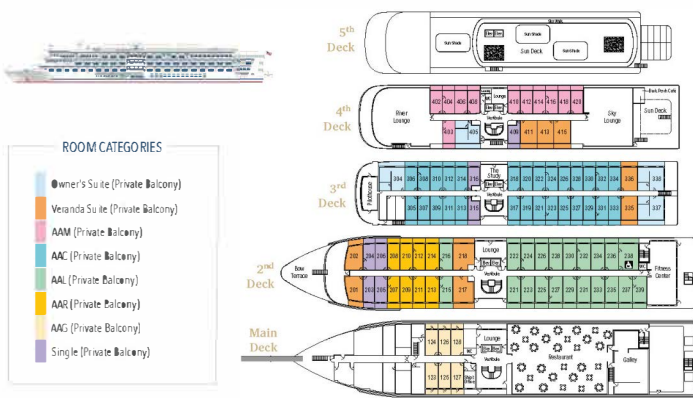 ROOM CATEGORIES
Owner's Suite (Private Balcony)
Veranda Suite (Private Balcony)
AAM (Private Balcony)
AAC (Private Balcony)
AAL (Private Balcony)
AAR (Private Balcony)
AAG (Private Balcony)
Single (Private Balcony)
5th
Deck
Sun Shade
Sun Shade
Sun Deck
Sun Shade
4th
Deck
River
Lounge
402 404 406 408
Lounge
410 412 414 416 418 420
Sky
Lounge
Sun Deck
403 405
Vestibule
409 411 413 415
3rd
Deck
Pilothouse
304 306 308 310 312 314 316
The
Study
318 320 322 324 326 328 330 332 334 336 338
305 307 309 311 313 315
Vestibule
317 319 321 323 325 327 329 331 333 335 337
2nd
Deck
Bow
Terrace
202 204 206 208 210 212 214 216 218
Lounge
222 224 226 228 230 232 234 236 238
Vestibule
201 203 205 207 209 211 213 215 217
221 223 225 227 229 231 233 235 237 239
Fitness
Center
Main
Deck
124 126 128
Lounge
Vestibule
123 125 127
Restaurant
Galley